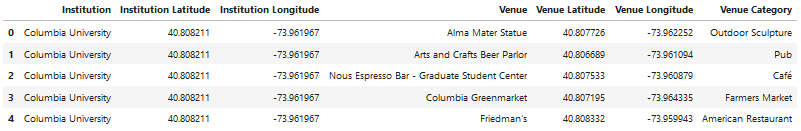 Institution Institution Latitude Institution Longitude Venue Venue Latitude Venue Longitude Venue Category
0 Columbia University 40.808211 -73.961967 Alma Mater Statue 40.807726 -73.962252 Outdoor Sculpture
1 Columbia University 40.808211 -73.961967 Arts and Crafts Beer Parlor 40.806689 -73.961094 Pub
2 Columbia University 40.808211 -73.961967 Nous Espresso Bar - Graduate Student Center 40.807533 -73.960879 Café
3 Columbia University 40.808211 -73.961967 Columbia Greenmarket 40.807195 -73.964335 Farmers Market
4 Columbia University 40.808211 -73.961967 Friedman's 40.808332 -73.959943 American Restaurant